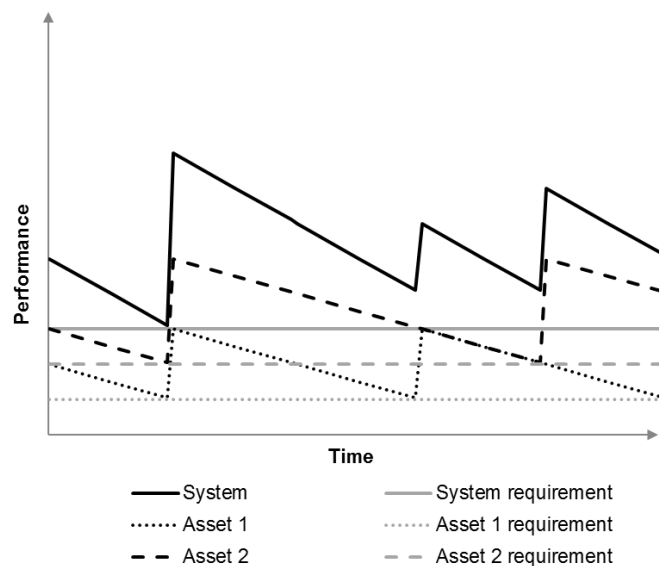 Performance
Time
System
System requirement
Asset 1
Asset 1 requirement
Asset 2
Asset 2 requirement